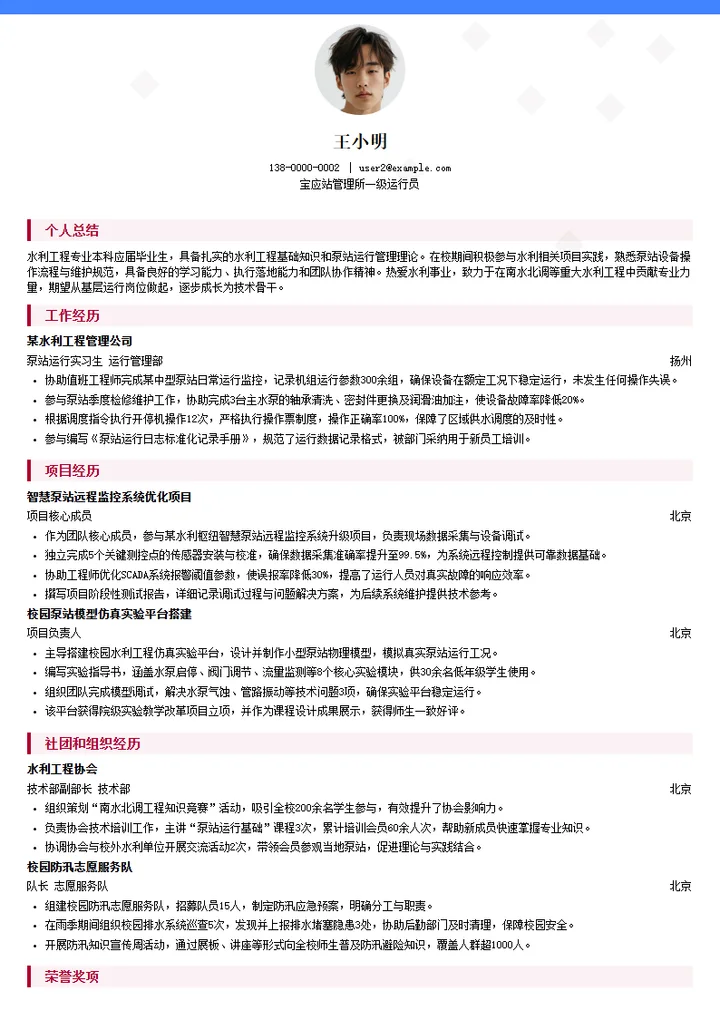 王小明
138-0000-0002 | user2@example.com
宝应站管理所一级运行员
个人总结
水利工程专业本科应届毕业生，具备扎实的水利工程基础知识和泵站运行管理理论。在校期间积极参与水利相关项目实践，熟悉泵站设备操
作流程与维护规范，具备良好的学习能力、执行落地能力和团队协作精神。热爱水利事业，致力于在南水北调等重大水利工程中贡献专业力
量，期望从基层运行岗位做起，逐步成长为技术骨干。
工作经历
某水利工程管理公司
泵站运行实习生 运行管理部 扬州
• 协助值班工程师完成某中型泵站日常运行监控，记录机组运行参数300余组，确保设备在额定工况下稳定运行，未发生任何操作失误。
• 参与泵站季度检修维护工作，协助完成3台主水泵的轴承清洗、密封件更换及润滑油加注，使设备故障率降低20%。
• 根据调度指令执行开停机操作12次，严格执行操作票制度，操作正确率100%，保障了区域供水调度的及时性。
• 参与编写《泵站运行日志标准化记录手册》，规范了运行数据记录格式，被部门采纳用于新员工培训。
项目经历
智慧泵站远程监控系统优化项目
项目核心成员 北京
• 作为团队核心成员，参与某水利枢纽智慧泵站远程监控系统升级项目，负责现场数据采集与设备调试。
• 独立完成5个关键测控点的传感器安装与校准，确保数据采集准确率提升至99.5%，为系统远程控制提供可靠数据基础。
• 协助工程师优化SCADA系统报警阈值参数，使误报率降低30%，提高了运行人员对真实故障的响应效率。
• 撰写项目阶段性测试报告，详细记录调试过程与问题解决方案，为后续系统维护提供技术参考。
校园泵站模型仿真实验平台搭建
项目负责人 北京
• 主导搭建校园水利工程仿真实验平台，设计并制作小型泵站物理模型，模拟真实泵站运行工况。
• 编写实验指导书，涵盖水泵启停、阀门调节、流量监测等8个核心实验模块，供30余名低年级学生使用。
• 组织团队完成模型调试，解决水泵气蚀、管路振动等技术问题3项，确保实验平台稳定运行。
• 该平台获得院级实验教学改革项目立项，并作为课程设计成果展示，获得师生一致好评。
社团和组织经历
水利工程协会
技术部副部长 技术部 北京
• 组织策划“南水北调工程知识竞赛”活动，吸引全校200余名学生参与，有效提升了协会影响力。
• 负责协会技术培训工作，主讲“泵站运行基础”课程3次，累计培训会员60余人次，帮助新成员快速掌握专业知识。
• 协调协会与校外水利单位开展交流活动2次，带领会员参观当地泵站，促进理论与实践结合。
校园防汛志愿服务队
队长 志愿服务队 北京
• 组建校园防汛志愿服务队，招募队员15人，制定防汛应急预案，明确分工与职责。
• 在雨季期间组织校园排水系统巡查5次，发现并上报排水堵塞隐患3处，协助后勤部门及时清理，保障校园安全。
• 开展防汛知识宣传周活动，通过展板、讲座等形式向全校师生普及防汛避险知识，覆盖人群超1000人。
荣誉奖项